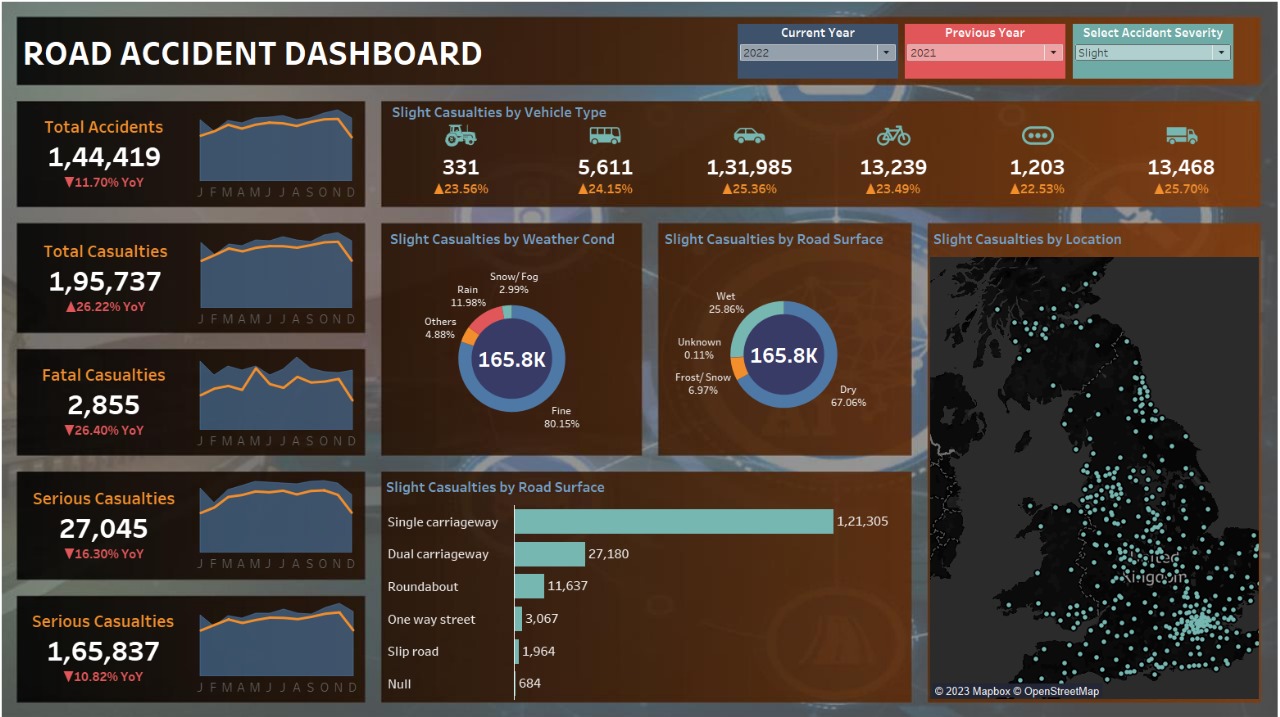 ROAD ACCIDENT DASHBOARD
Current Year
2022
Previous Year
2021
Select Accident Severity
Slight
Total Accidents
1,44,419
▼11.70% YoY
J F M A M J J A S O N D
Slight Casualties by Vehicle Type
331
▲23.56%
5,611
▲24.15%
1,31,985
▲25.36%
13,239
▲23.49%
1,203
▲22.53%
13,468
▲25.70%
Total Casualties
1,95,737
▲26.22% YoY
J F M A M J J A S O N D
Fatal Casualties
2,855
▼26.40% YoY
J F M A M J J A S O N D
Serious Casualties
27,045
▼16.30% YoY
J F M A M J J A S O N D
Serious Casualties
1,65,837
▼10.82% YoY
J F M A M J J A S O N D
Slight Casualties by Weather Cond
Snow/ Fog
2.99%
Rain
11.98%
Others
4.88%
165.8K
Fine
80.15%
Slight Casualties by Road Surface
Wet
25.86%
Unknown
0.11%
Frost/ Snow
6.97%
165.8K
Dry
67.06%
Slight Casualties by Road Surface
Single carriageway 1,21,305
Dual carriageway 27,180
Roundabout 11,637
One way street 3,067
Slip road 1,964
Null 684
Slight Casualties by Location
United
Kingdom
© 2023 Mapbox © OpenStreetMap